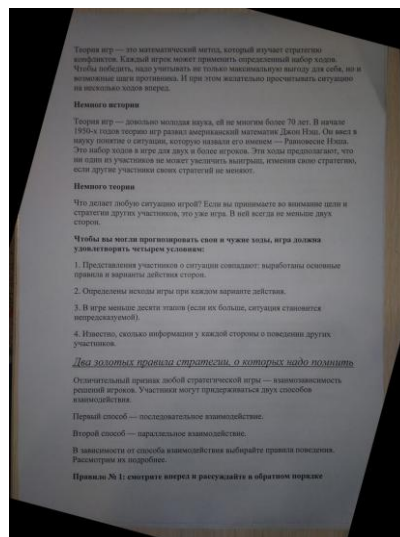 Теория игр — это математический метод, который изучает стратегию
конфликтов. Каждый игрок может применить определенный набор ходов.
Чтобы победить, надо учитывать не только максимальную выгоду для себя, но и
возможные шаги противника. И при этом желательно просчитывать ситуацию
на несколько ходов вперед.
Немного истории
Теория игр — довольно молодая наука, ей не многим более 70 лет. В начале
1950-х годов теорию игр развил американский математик Джон Нэш. Он ввел в
науку понятие о ситуации, которую назвали его именем — Равновесие Нэша.
Это набор ходов в игре для двух и более игроков. Эти ходы предполагают, что
ни один из участников не может увеличить выигрыш, изменив свою стратегию,
если другие участники своих стратегий не меняют.
Немного теории
Что делает любую ситуацию игрой? Если вы принимаете во внимание цели и
стратегии других участников, это уже игра. В ней всегда не меньше двух
сторон.
Чтобы вы могли прогнозировать свои и чужие ходы, игра должна
удовлетворять четырем условиям:
1. Представления участников о ситуации совпадают: выработаны основные
правила и варианты действия сторон.
2. Определены исходы игры при каждом варианте действия.
3. В игре меньше десяти этапов (если их больше, ситуация становится
непредсказуемой).
4. Известно, сколько информации у каждой стороны о поведении других
участников.
Два золотых правила стратегии, о которых надо помнить
Отличительный признак любой стратегической игры — взаимозависимость
решений игроков. Участники могут придерживаться двух способов
взаимодействия.
Первый способ — последовательное взаимодействие.
Второй способ — параллельное взаимодействие.
В зависимости от способа взаимодействия выбирайте правила поведения.
Рассмотрим их подробнее.
Правило № 1: смотрите вперед и рассуждайте в обратном порядке